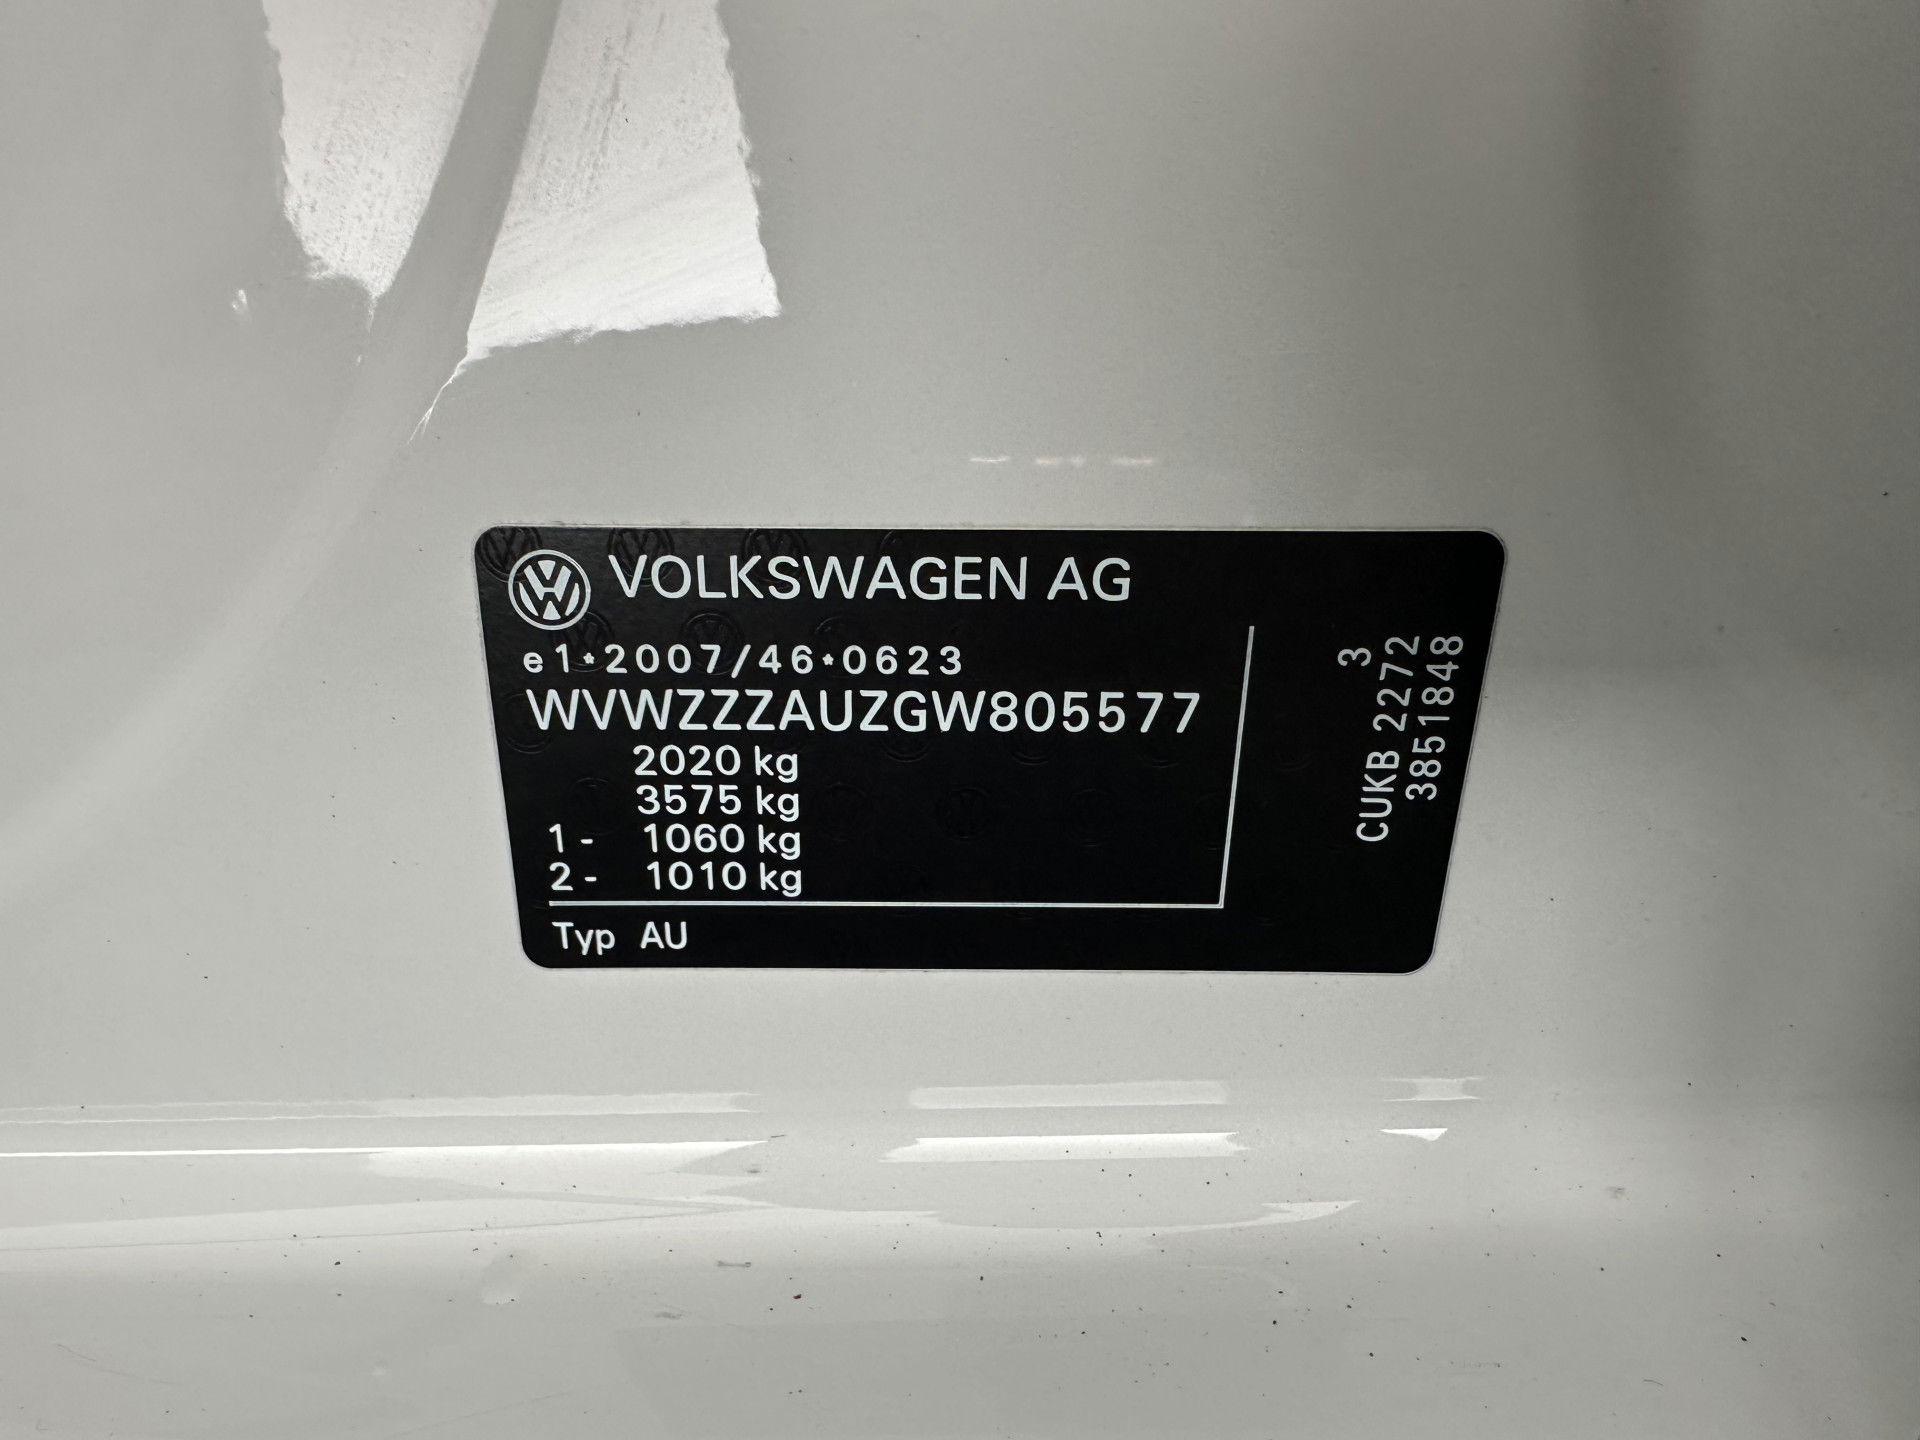 VOLKSWAGEN AG
e1*2007/46*0623
WVWZZZAUZGW805577
2020 kg
3575 kg
1- 1060 kg
2- 1010 kg
Typ AU
3
CUKB 2272
3851848